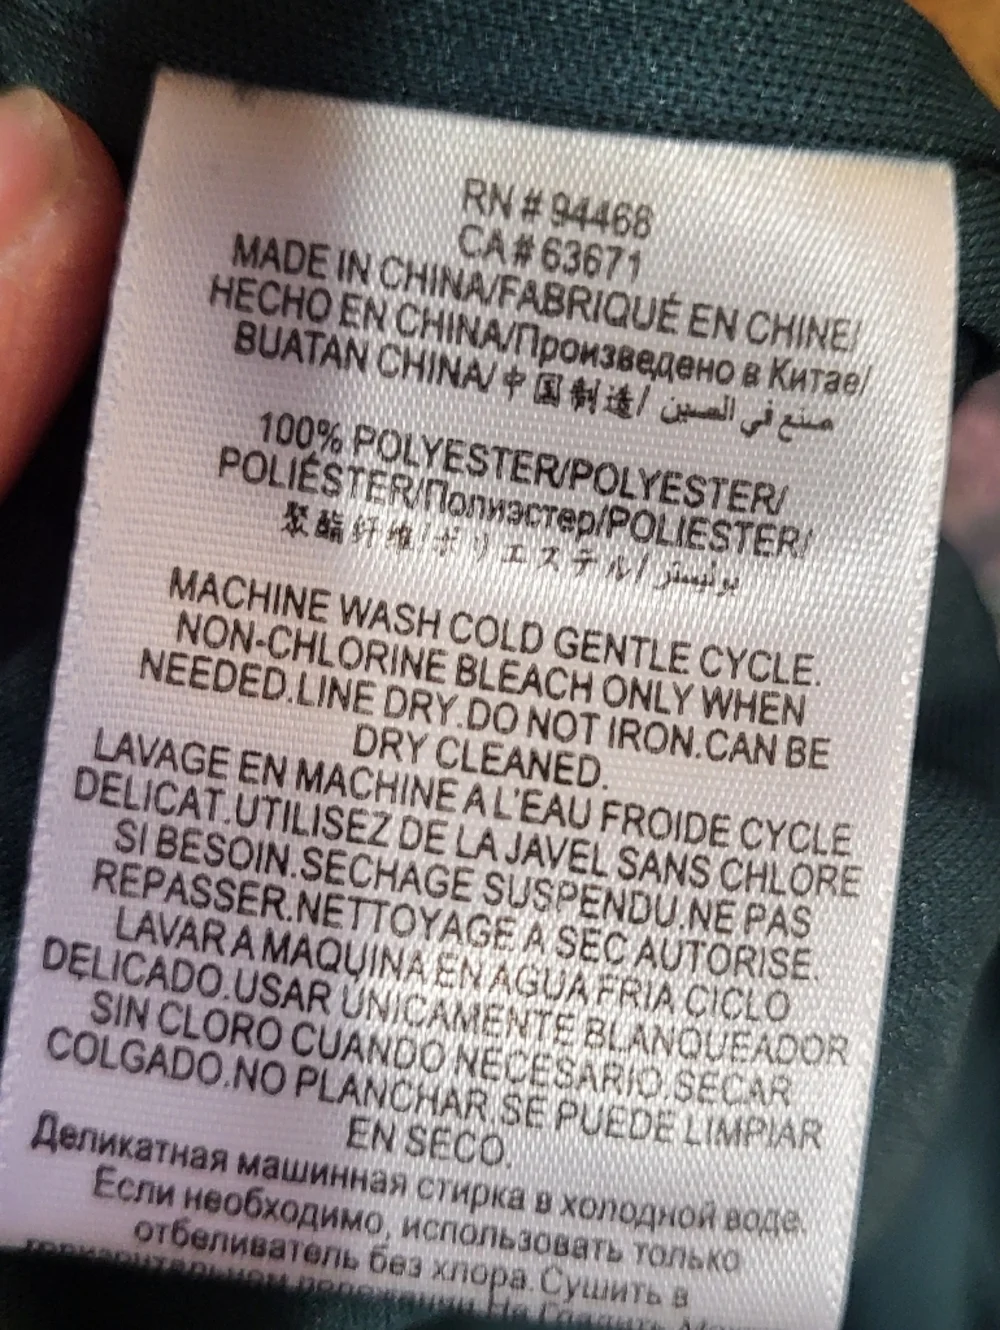 RN # 94468
CA # 63671
MADE IN CHINA/FABRIQUÉ EN CHINE/
HECHO EN CHINA/Произведено в Китае/
BUATAN CHINA/ 中国制造/ صنع في الصين
100% POLYESTER/POLYESTER/
POLIÉSTER/Полиэстер/POLIESTER/
聚酯纤维/ポリエステル/ بوليستر
MACHINE WASH COLD GENTLE CYCLE.
NON-CHLORINE BLEACH ONLY WHEN
NEEDED.LINE DRY.DO NOT IRON.CAN BE
DRY CLEANED.
LAVAGE EN MACHINE A L'EAU FROIDE CYCLE
DELICAT.UTILISEZ DE LA JAVEL SANS CHLORE
SI BESOIN.SECHAGE SUSPENDU.NE PAS
REPASSER.NETTOYAGE A SEC AUTORISE.
LAVAR A MAQUINA EN AGUA FRIA CICLO
DELICADO.USAR UNICAMENTE BLANQUEADOR
SIN CLORO CUANDO NECESARIO.SECAR
COLGADO.NO PLANCHAR.SE PUEDE LIMPIAR
EN SECO.
Деликатная машинная стирка в холодной воде.
Если необходимо, использовать только
отбеливатель без хлора.Сушить в